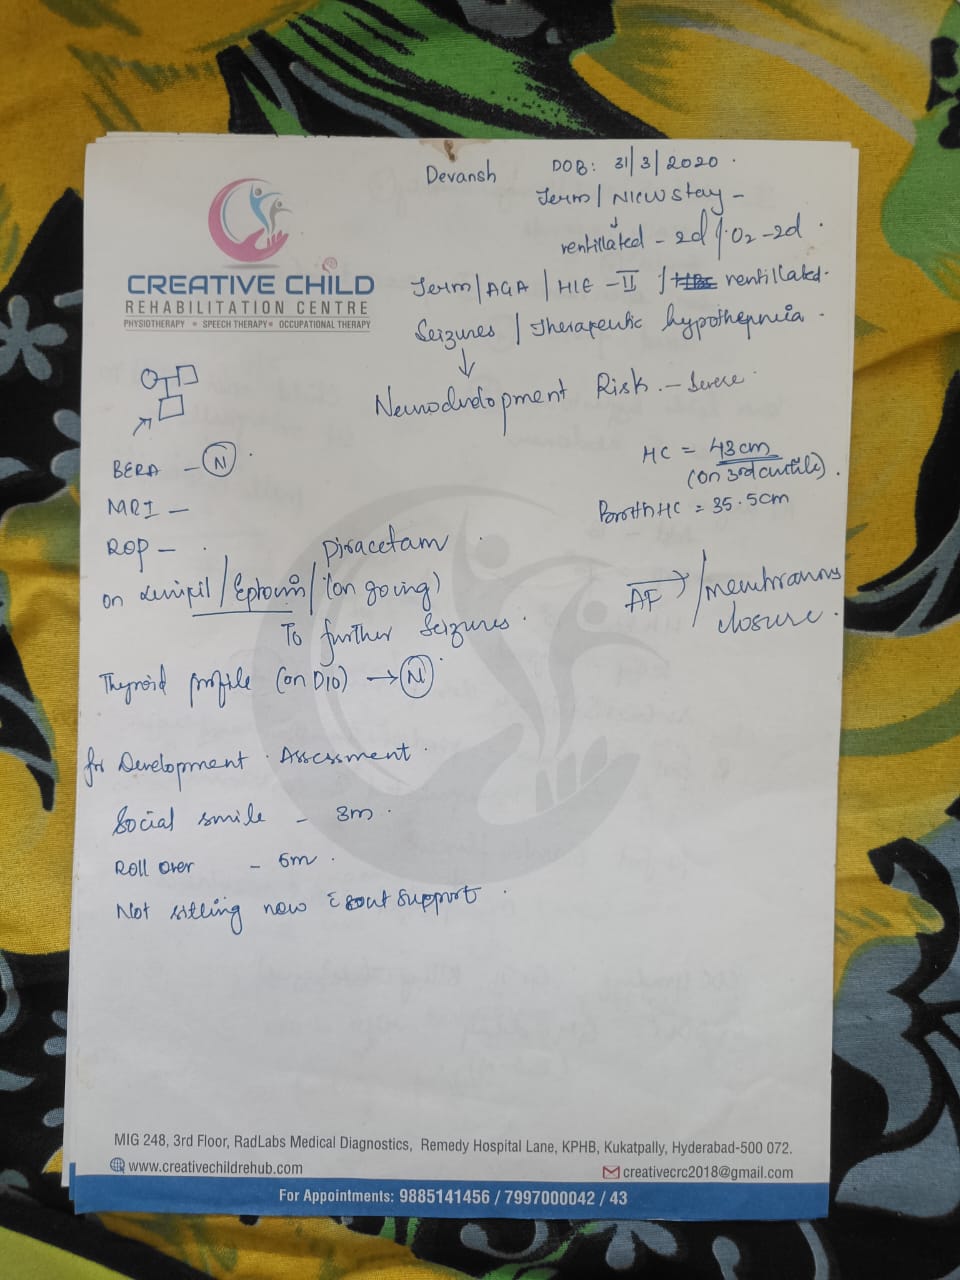 Devansh DOB: 31/3/2020.
Term/ NICU stay -
ventillated - 2d / O2 - 2d.
CREATIVE CHILD
REHABILITATION CENTRE
PHYSIOTHERAPY • SPEECH THERAPY • OCCUPATIONAL THERAPY
Term/AGA/HIE-II / ventillated.
Seizures / Therapeutic hypothermia.
↓
Neurodevelopment Risk. - Severe.
BERA - N.
MRI -
ROP - .
HC = 43cm
(on 3rd centile).
Birth HC = 35.5cm
Piracetam
on Levipil / Eptoin / (on going)
To further seizures.
AF → / membranous
closure.
Thyroid profile (on D10) → N.
for Development Assessment.
Social smile - 3m.
Roll over - 6m.
Not sitting now support.
MIG 248, 3rd Floor, RadLabs Medical Diagnostics, Remedy Hospital Lane, KPHB, Kukatpally, Hyderabad-500 072.
www.creativechildrehub.com creativecrc2018@gmail.com
For Appointments: 9885141456 / 7997000042 / 43